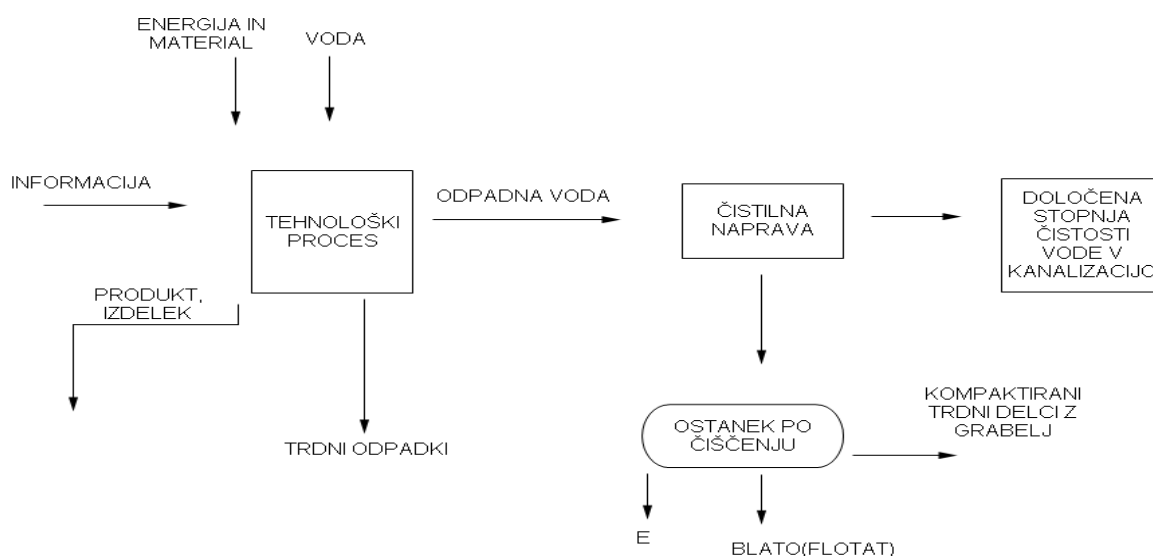 ENERGIJA IN
MATERIAL
VODA
INFORMACIJA
TEHNOLOŠKI
PROCES
ODPADNA VODA
ČISTILNA
NAPRAVA
DOLOČENA
STOPNJA
ČISTOSTI
VODE V
KANALIZACIJO
PRODUKT,
IZDELEK
TRDNI ODPADKI
OSTANEK PO
ČIŠČENJU
KOMPAKTIRANI
TRDNI DELCI Z
GRABELJ
E
BLATO(FLOTAT)